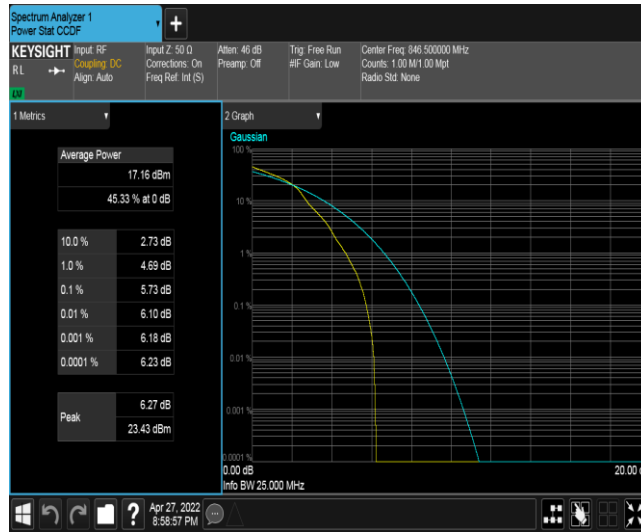 Spectrum Analyzer 1
Power Stat CCDF
+
KEYSIGHT Input: RF Input Z: 50 Ω Atten: 46 dB Trig: Free Run Center Freq: 846.500000 MHz
RL Coupling: DC Corrections: On Preamp: Off #IF Gain: Low Counts: 1.00 M/1.00 Mpt
Align: Auto Freq Ref: Int (S) Radio Std: None
LXI
1 Metrics
Average Power
17.16 dBm
45.33 % at 0 dB
10.0 % 2.73 dB
1.0 % 4.69 dB
0.1 % 5.73 dB
0.01 % 6.10 dB
0.001 % 6.18 dB
0.0001 % 6.23 dB
Peak 6.27 dB
23.43 dBm
2 Graph
Gaussian
100 %
10 %
1 %
0.1 %
0.01 %
0.001 %
0.0001 %
0.00 dB 20.00
Info BW 25.000 MHz
? Apr 27, 2022
8:58:57 PM